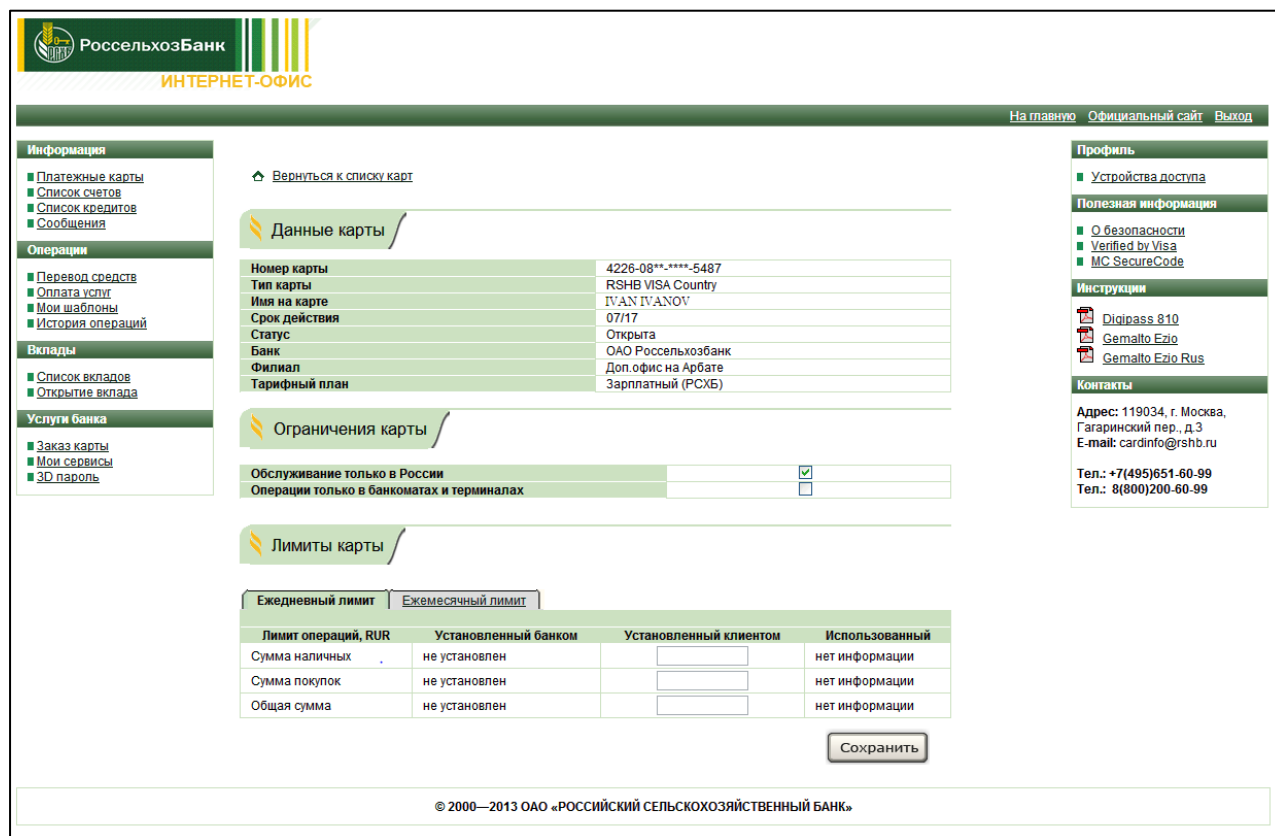 РоссельхозБанк
ИНТЕРНЕТ-ОФИС
На главную Официальный сайт Выход
Информация
Платежные карты
Список счетов
Список кредитов
Сообщения
Операции
Перевод средств
Оплата услуг
Мои шаблоны
История операций
Вклады
Список вкладов
Открытие вклада
Услуги банка
Заказ карты
Мои сервисы
3D пароль
Вернуться к списку карт
Данные карты
Номер карты 4226-08**-****-5487
Тип карты RSHB VISA Country
Имя на карте IVAN IVANOV
Срок действия 07/17
Статус Открыта
Банк ОАО Россельхозбанк
Филиал Доп.офис на Арбате
Тарифный план Зарплатный (РСХБ)
Ограничения карты
Обслуживание только в России
Операции только в банкоматах и терминалах
Лимиты карты
Ежедневный лимит Ежемесячный лимит
Лимит операций, RUR Установленный банком Установленный клиентом Использованный
Сумма наличных не установлен нет информации
Сумма покупок не установлен нет информации
Общая сумма не установлен нет информации
Сохранить
Профиль
Устройства доступа
Полезная информация
О безопасности
Verified by Visa
MC SecureCode
Инструкции
Digipass 810
Gemalto Ezio
Gemalto Ezio Rus
Контакты
Адрес: 119034, г. Москва,
Гагаринский пер., д.3
E-mail: cardinfo@rshb.ru
Тел.: +7(495)651-60-99
Тел.: 8(800)200-60-99
© 2000—2013 ОАО «РОССИЙСКИЙ СЕЛЬСКОХОЗЯЙСТВЕННЫЙ БАНК»